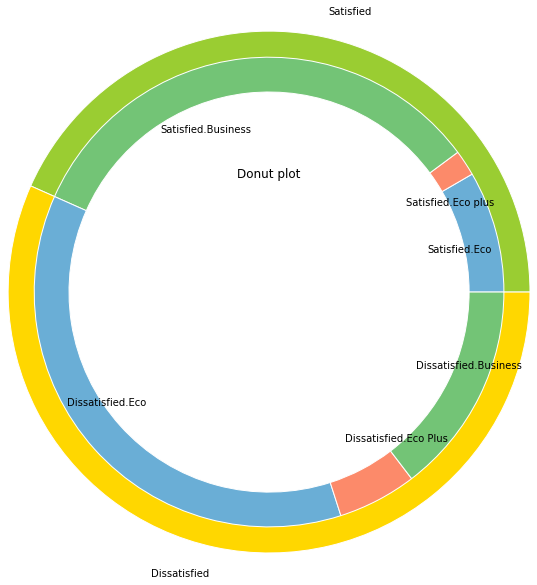 Satisfied
Satisfied.Business
Donut plot
Satisfied.Eco plus
Satisfied.Eco
Dissatisfied.Business
Dissatisfied.Eco
Dissatisfied.Eco Plus
Dissatisfied